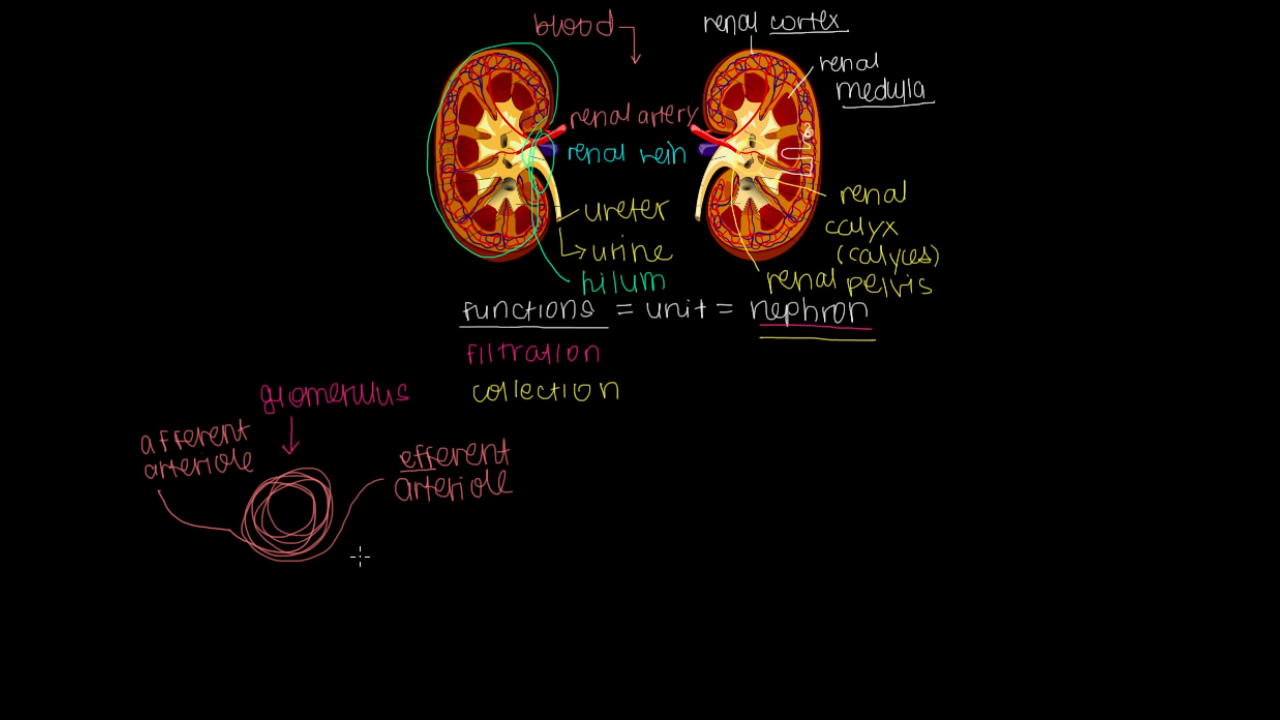 blood
renal cortex
renal
medulla
renal artery
renal vein
ureter
urine
hilum
renal
calyx
(calyces)
renal pelvis
functions = unit = nephron
filtration
collection
glomerulus
afferent
arteriole
efferent
arteriole